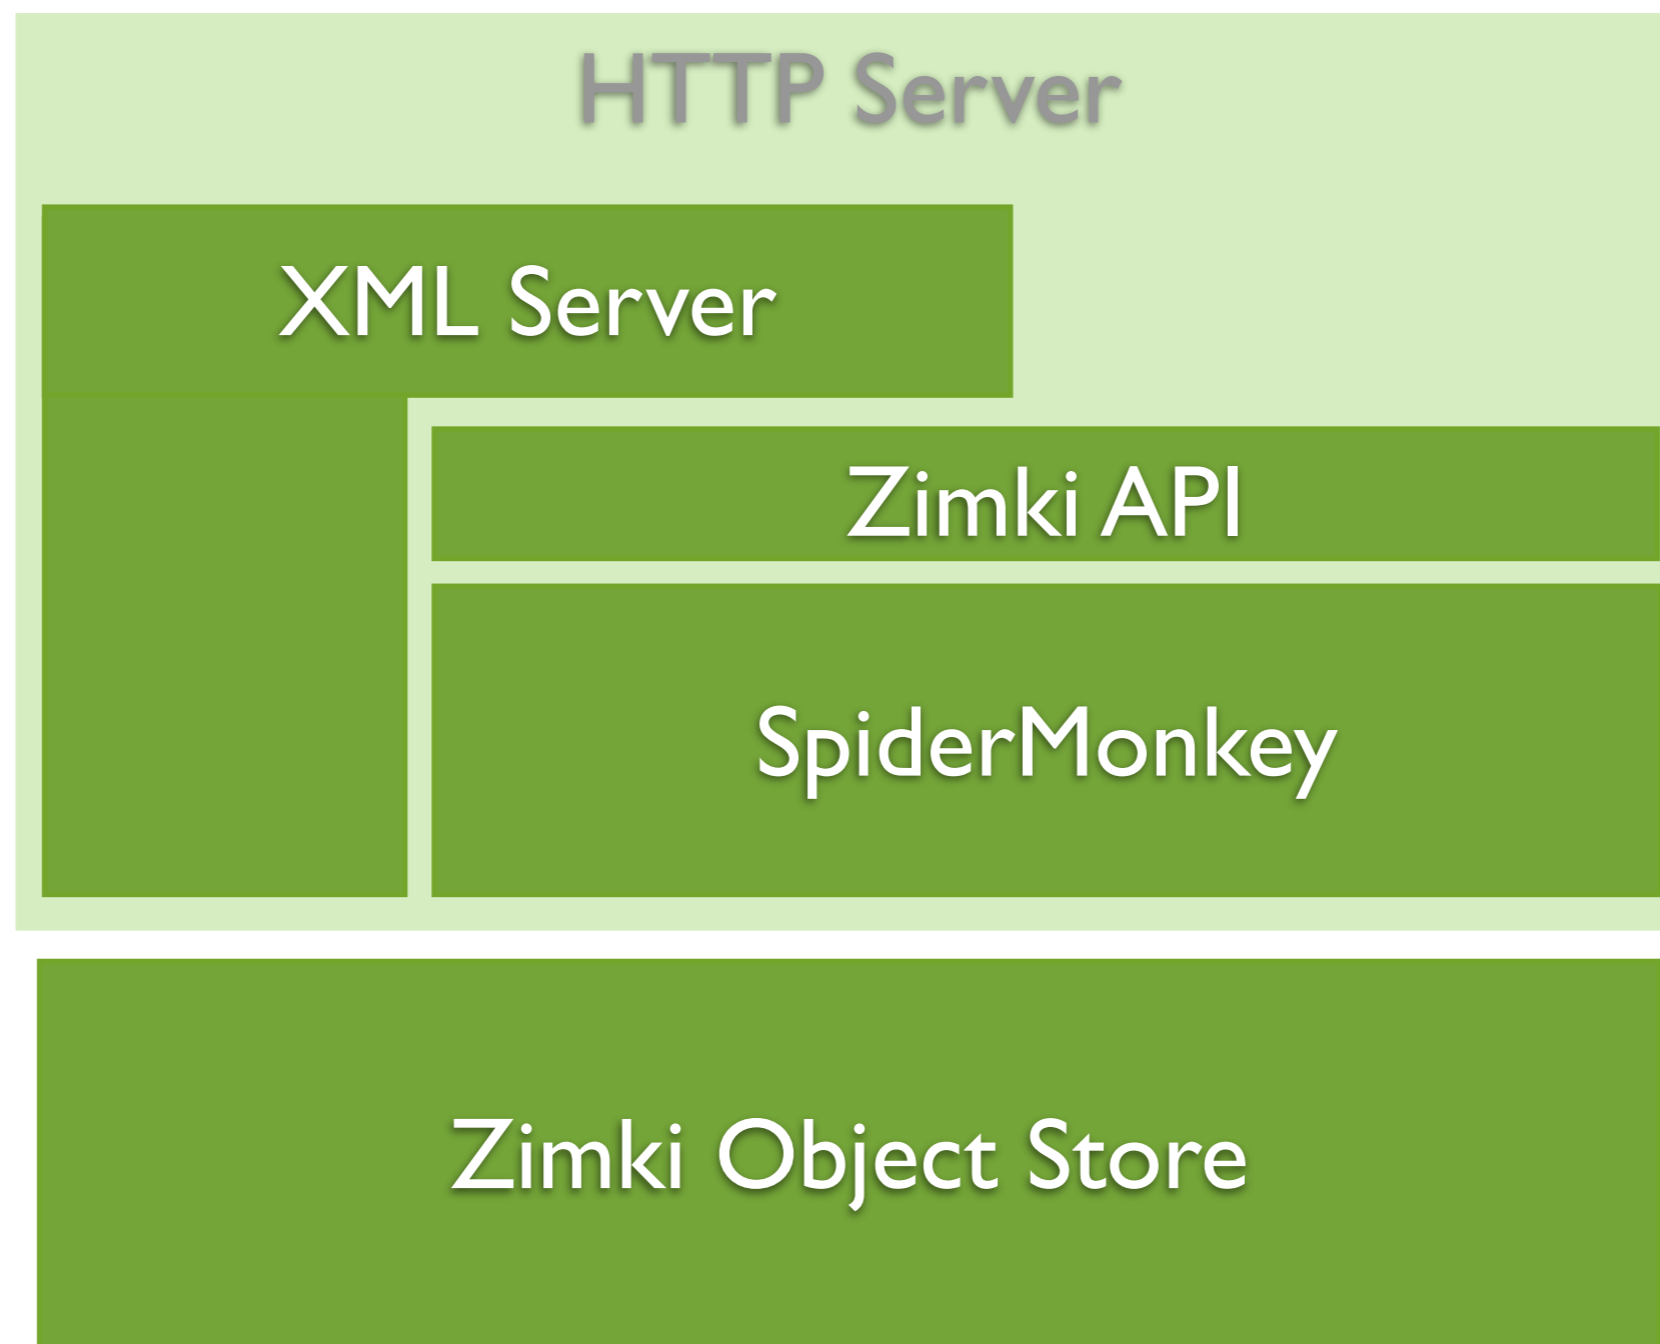 HTTP Server
XML Server
Zimki API
SpiderMonkey
Zimki Object Store